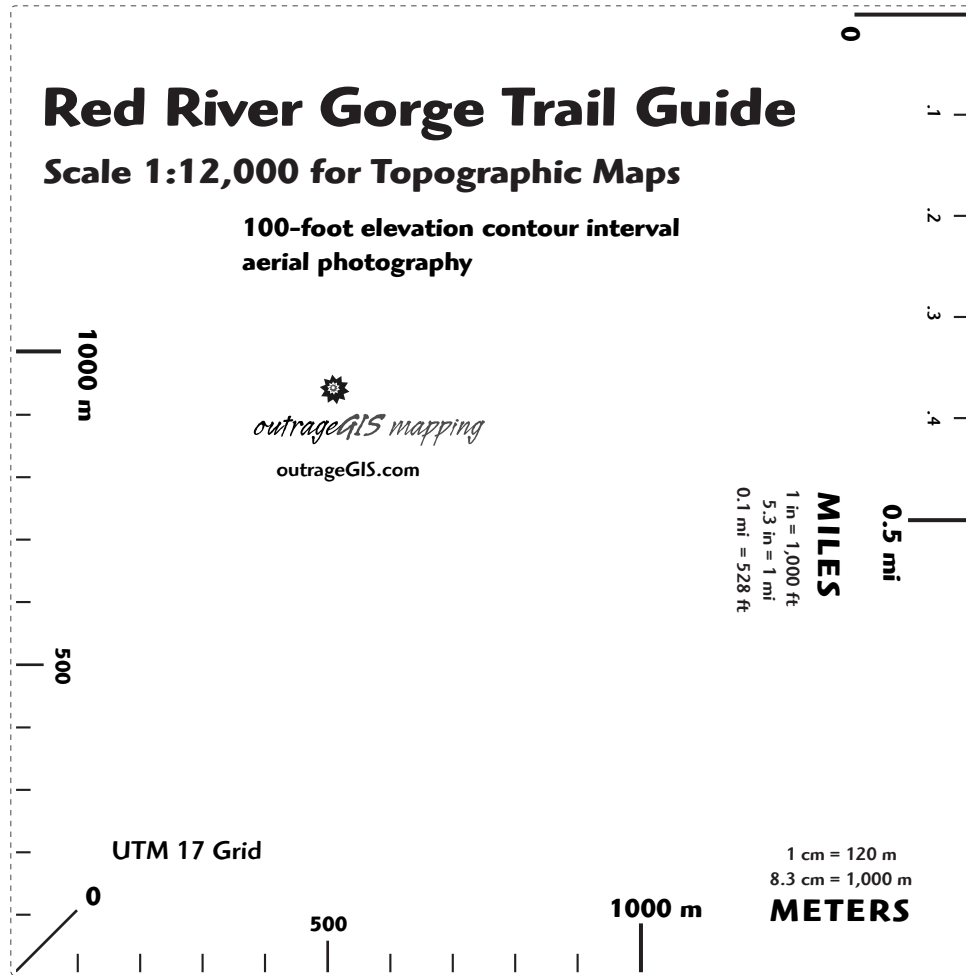 0
Red River Gorge Trail Guide
.1
Scale 1:12,000 for Topographic Maps
.2
100-foot elevation contour interval
aerial photography
.3
1000 m
.4
outrageGIS mapping
outrageGIS.com
MILES
1 in = 1,000 ft
5.3 in = 1 mi
0.1 mi = 528 ft
0.5 mi
500
UTM 17 Grid
0
500
1000 m
1 cm = 120 m
8.3 cm = 1,000 m
METERS